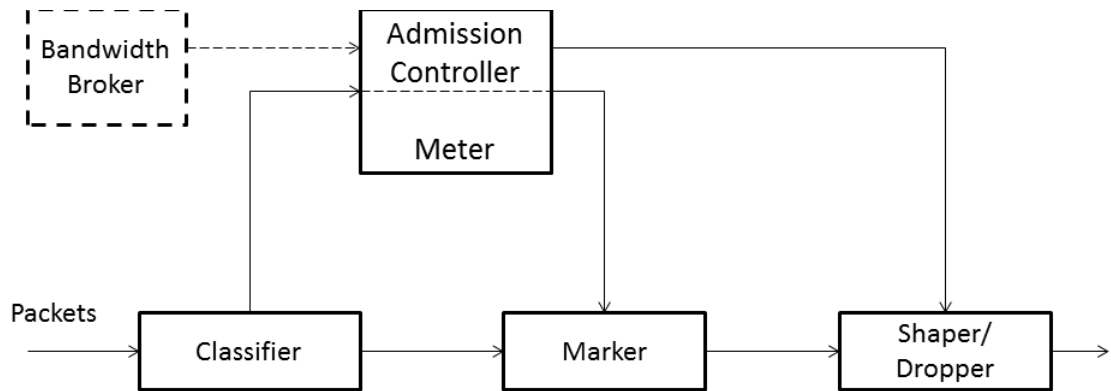 Bandwidth
Broker
Admission
Controller
Meter
Packets
Classifier
Marker
Shaper/
Dropper